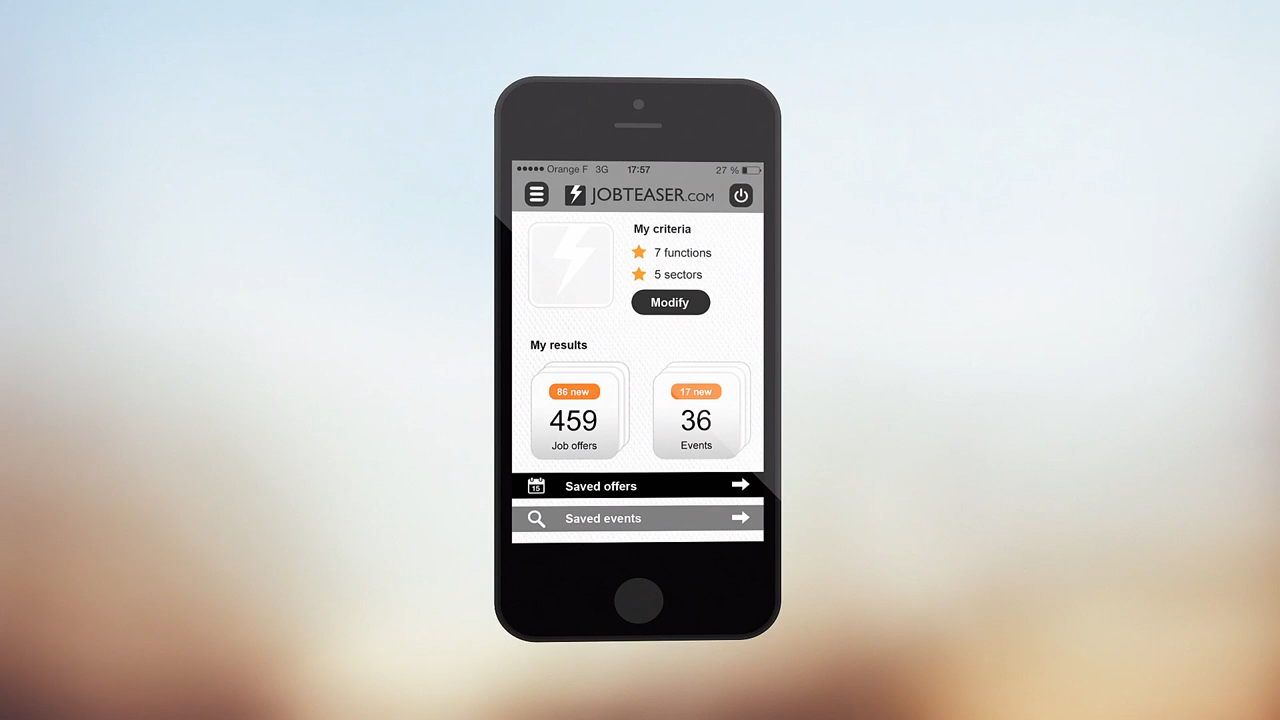 Orange F 3G 17:57 27 %
JOBTEASER.COM
My criteria
7 functions
5 sectors
Modify
My results
86 new
17 new
459
36
Job offers
Events
15 Saved offers
Saved events